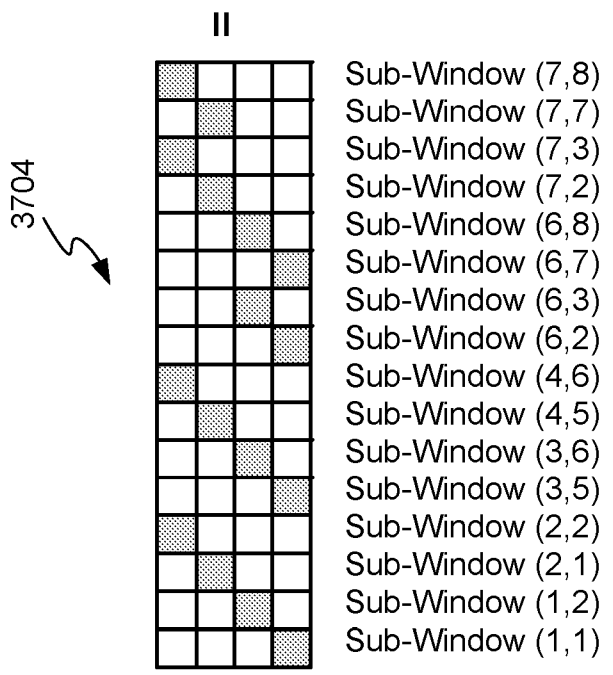 =
Sub-Window (7,8)
Sub-Window (7,7)
Sub-Window (7,3)
Sub-Window (7,2)
Sub-Window (6,8)
Sub-Window (6,7)
Sub-Window (6,3)
Sub-Window (6,2)
Sub-Window (4,6)
Sub-Window (4,5)
Sub-Window (3,6)
Sub-Window (3,5)
Sub-Window (2,2)
Sub-Window (2,1)
Sub-Window (1,2)
Sub-Window (1,1)
3704